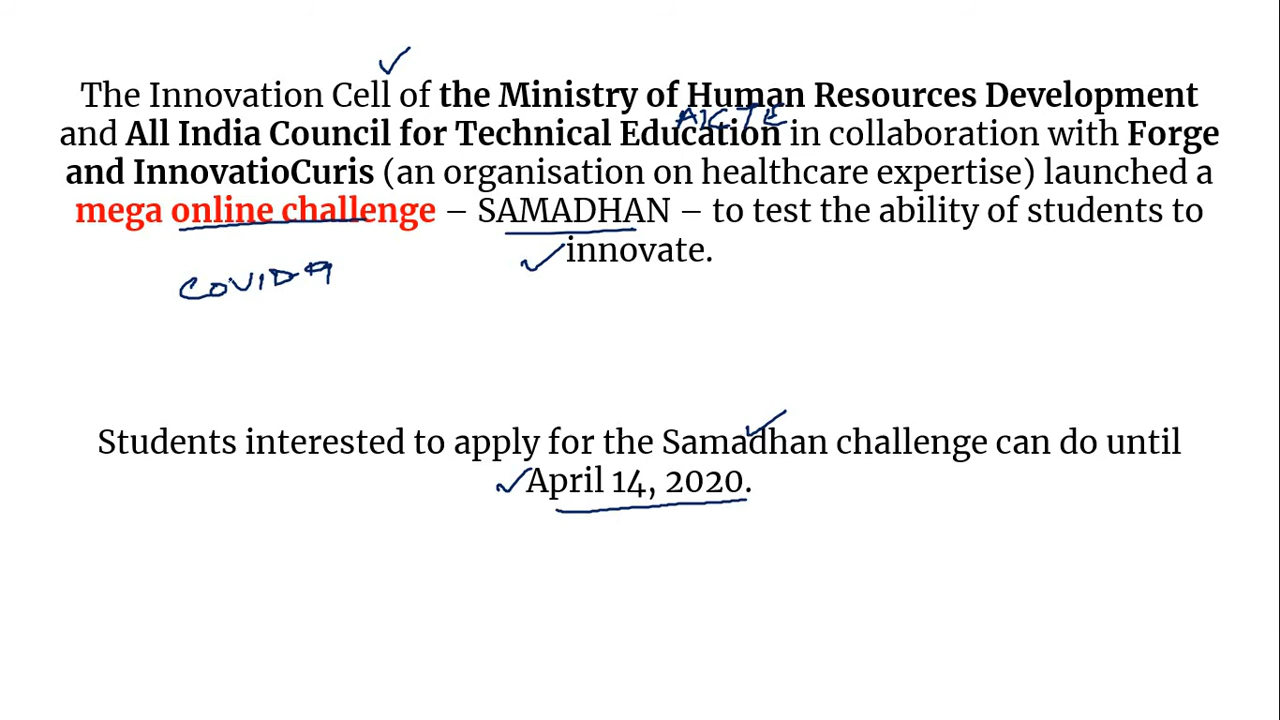 The Innovation Cell of the Ministry of Human Resources Development
AICTE
and All India Council for Technical Education in collaboration with Forge
and InnovatioCuris (an organisation on healthcare expertise) launched a
mega online challenge – SAMADHAN – to test the ability of students to
innovate.
COVID19
Students interested to apply for the Samadhan challenge can do until
April 14, 2020.